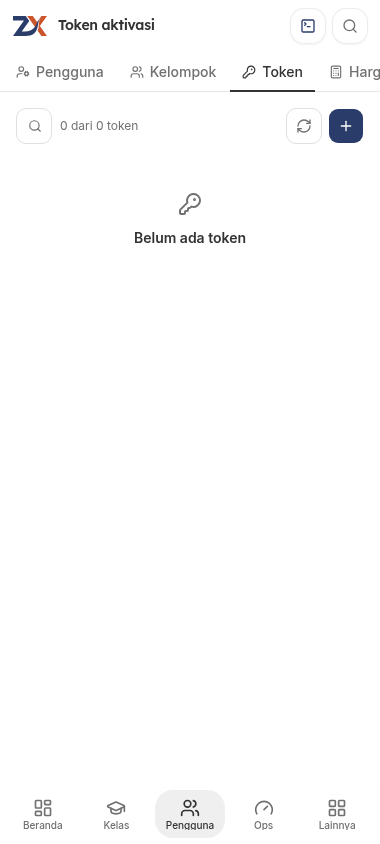 ZX Token aktivasi
Pengguna Kelompok Token Harg
0 dari 0 token
Belum ada token
Beranda Kelas Pengguna Ops Lainnya